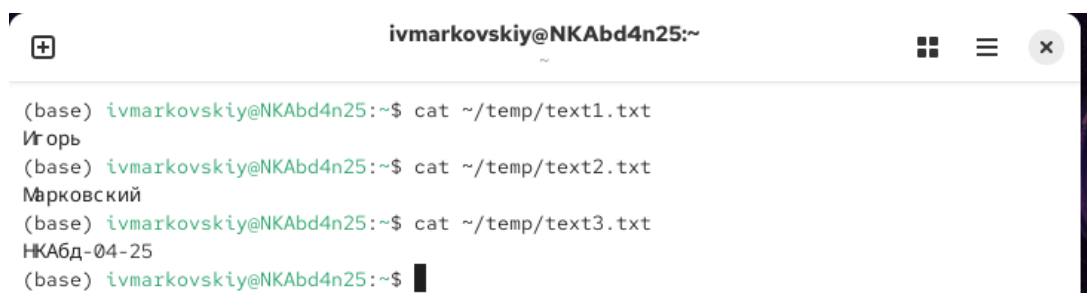 ivmarkovskiy@NKAbd4n25:~
~
(base) ivmarkovskiy@NKAbd4n25:~$ cat ~/temp/text1.txt
Игорь
(base) ivmarkovskiy@NKAbd4n25:~$ cat ~/temp/text2.txt
Марковский
(base) ivmarkovskiy@NKAbd4n25:~$ cat ~/temp/text3.txt
НКАбд-04-25
(base) ivmarkovskiy@NKAbd4n25:~$